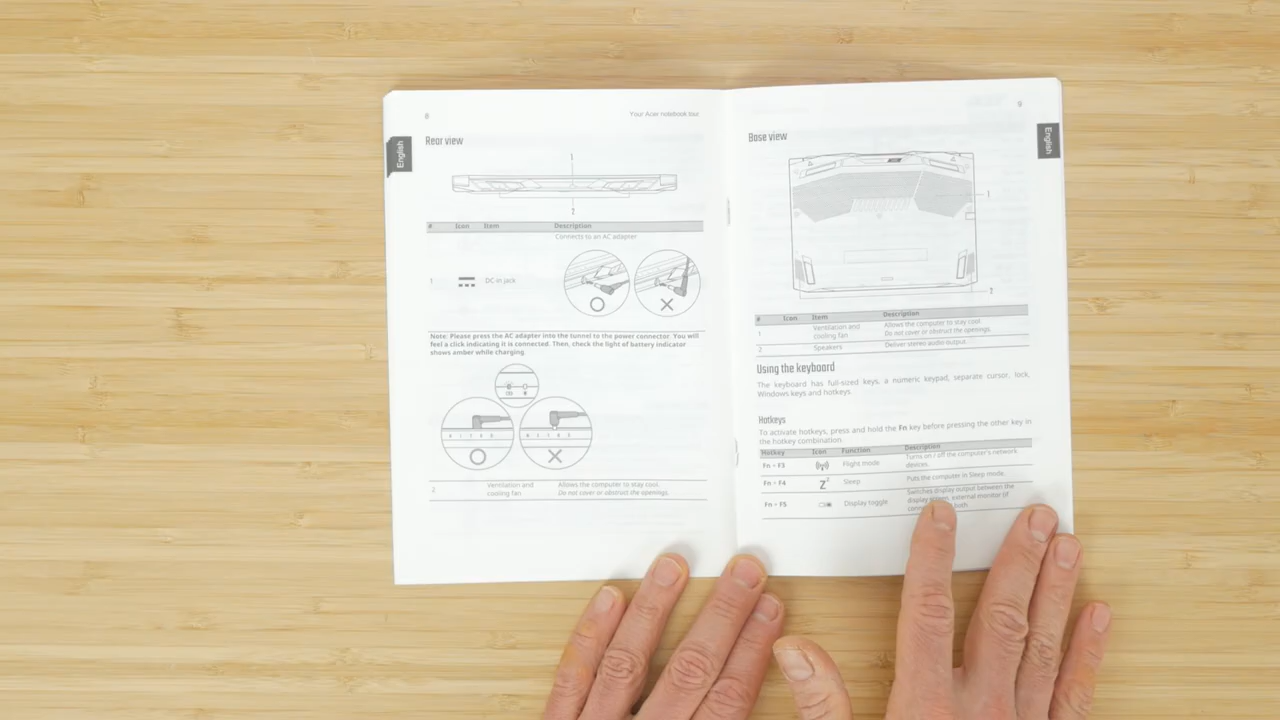 8
Your Acer notebook tour
English
Rear view
1
2
# Icon Item Description
Connects to an AC adapter
1 DC-in jack
Note: Please press the AC adapter into the tunnel to the power connector. You will
feel a click indicating it is connected. Then, check the light of battery indicator
shows amber while charging.
2 Ventilation and Allows the computer to stay cool.
cooling fan Do not cover or obstruct the openings.
9
English
Base view
1
2
# Icon Item Description
1 Ventilation and Allows the computer to stay cool.
cooling fan Do not cover or obstruct the openings.
2 Speakers Deliver stereo audio output.
Using the keyboard
The keyboard has full-sized keys, a numeric keypad, separate cursor, lock,
Windows keys and hotkeys.
Hotkeys
To activate hotkeys, press and hold the Fn key before pressing the other key in
the hotkey combination.
Hotkey Icon Function Description
Fn + F3 Flight mode Turns on / off the computer's network
devices.
Fn + F4 Sleep Puts the computer in Sleep mode.
Fn + F5 Display toggle Switches display output between the
display external monitor (if
both